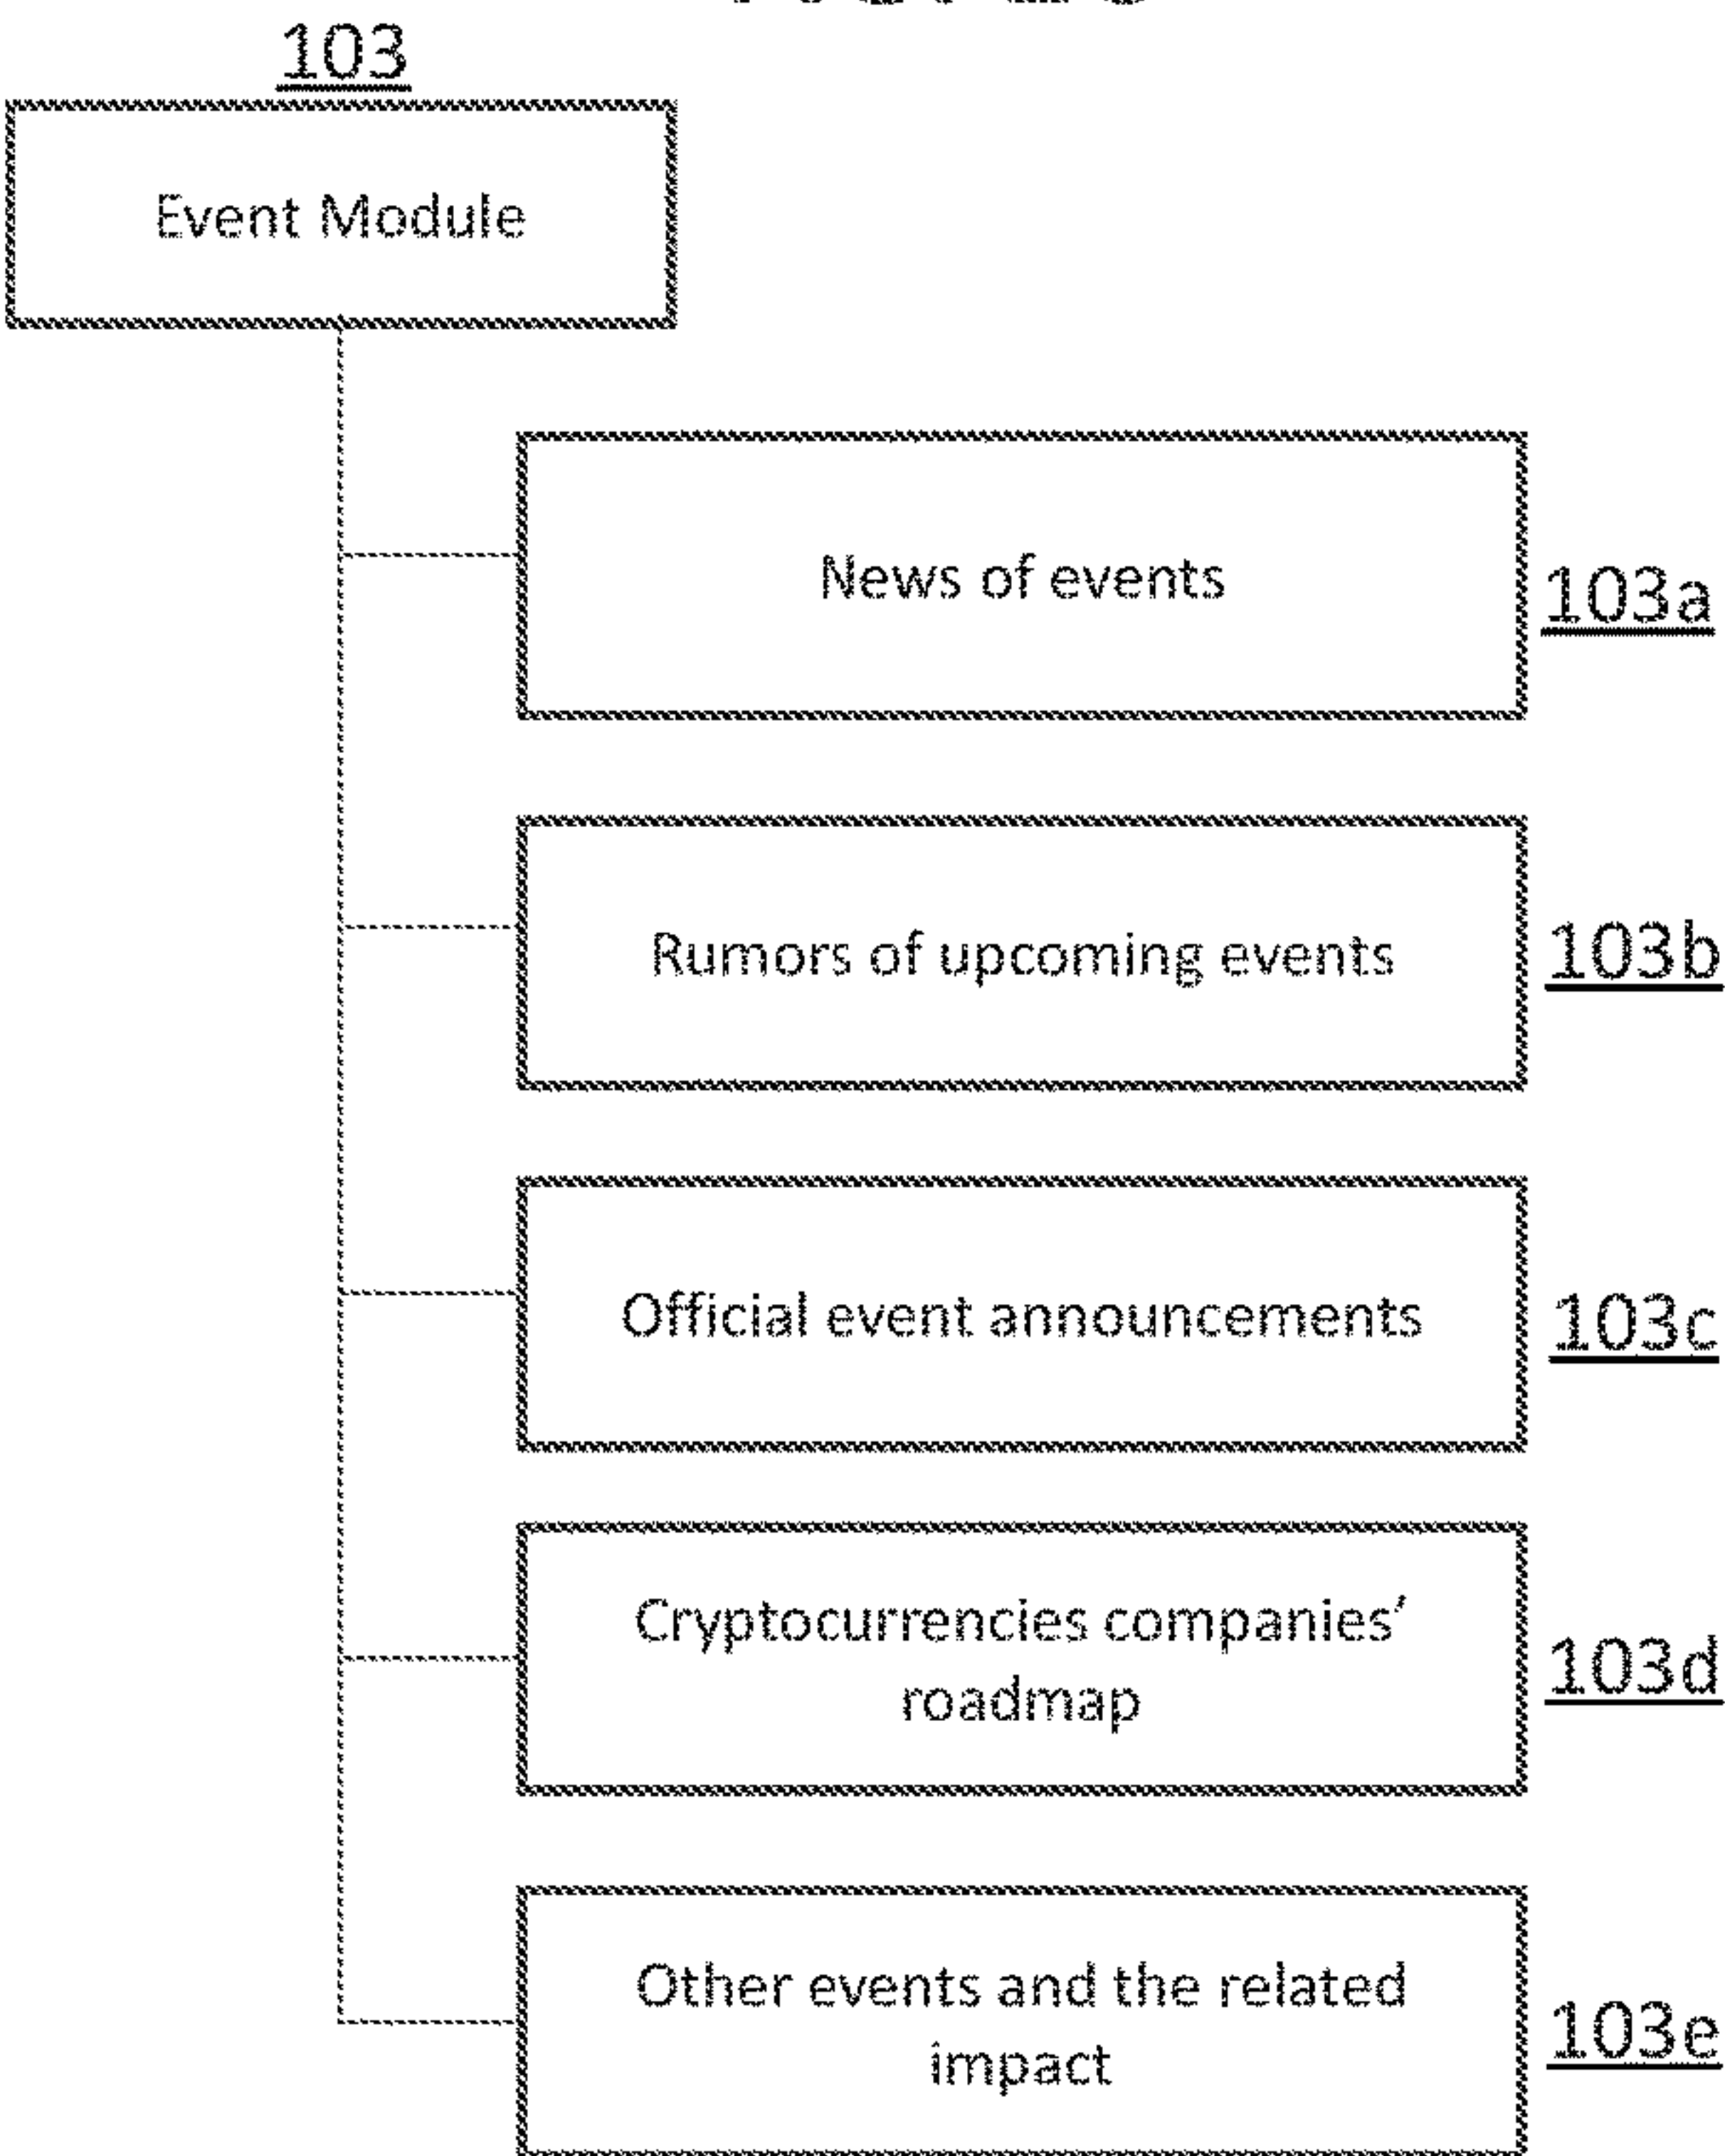 103
Event Module
News of events
103a
Rumors of upcoming events
103b
Official event announcements
103c
Cryptocurrencies companies’
roadmap
103d
Other events and the related
impact
103e